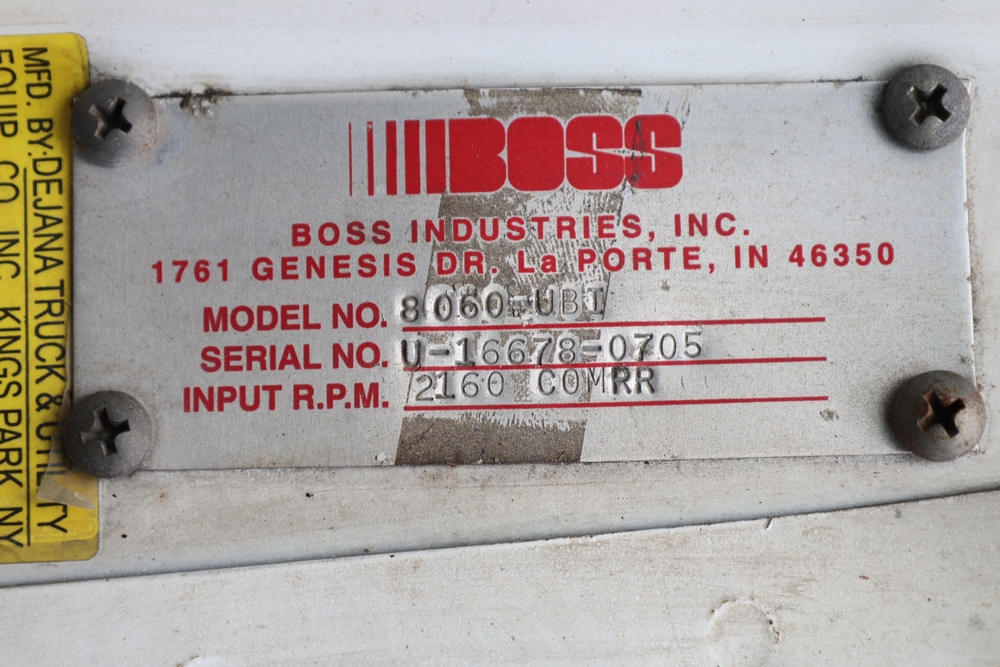 BOSS
BOSS INDUSTRIES, INC.
1761 GENESIS DR. La PORTE, IN 46350
MODEL NO. 8060-UBI
SERIAL NO. U-16678-0705
INPUT R.P.M. 2160 COMRR
MFD. BY:DEJANA TRUCK & UTILITY
EQUIP. CO. INC. KINGS PARK, NY